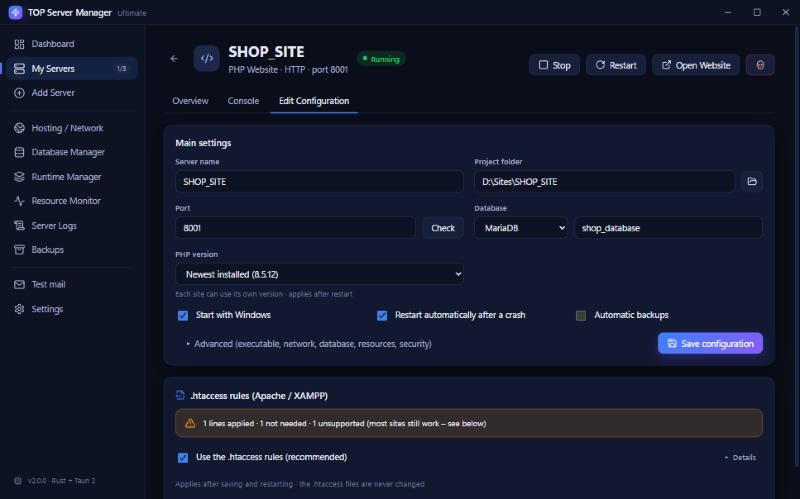 TOP Server Manager Ultimate
Dashboard
My Servers 1/3
Add Server
Hosting / Network
Database Manager
Runtime Manager
Resource Monitor
Server Logs
Backups
Test mail
Settings
v2.0.0 · Rust + Tauri 2
SHOP_SITE
PHP Website · HTTP · port 8001
Running
Stop
Restart
Open Website
Overview
Console
Edit Configuration
Main settings
Server name
SHOP_SITE
Project folder
D:\Sites\SHOP_SITE
Port
8001
Check
Database
MariaDB
shop_database
PHP version
Newest installed (8.5.12)
Each site can use its own version · applies after restart
Start with Windows
Restart automatically after a crash
Automatic backups
Advanced (executable, network, database, resources, security)
Save configuration
.htaccess rules (Apache / XAMPP)
1 lines applied · 1 not needed · 1 unsupported (most sites still work – see below)
Use the .htaccess rules (recommended)
Details
Applies after saving and restarting · the .htaccess files are never changed